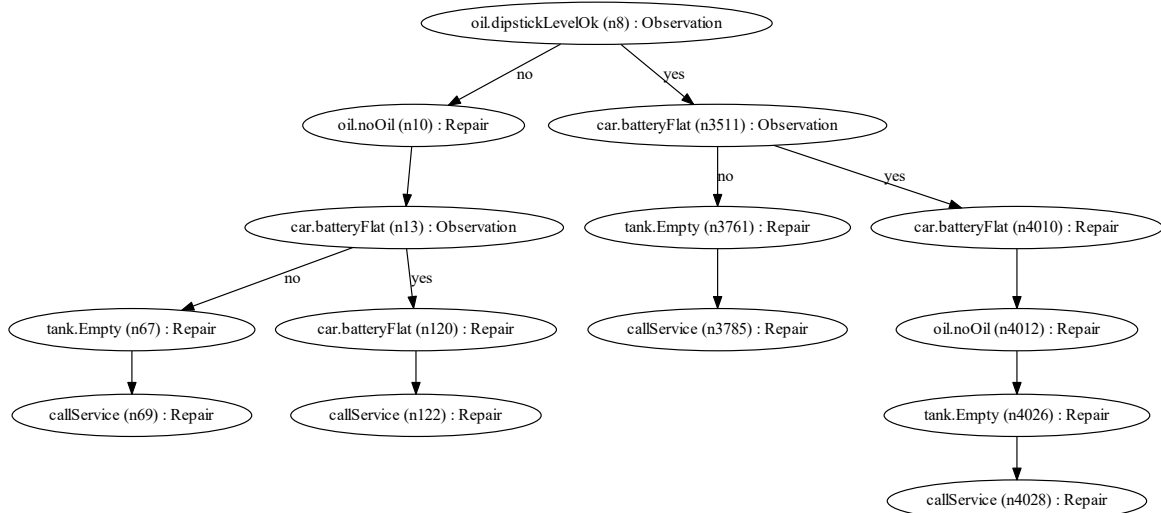 oil.dipstickLevelOk (n8) : Observation
no
yes
oil.noOil (n10) : Repair
car.batteryFlat (n3511) : Observation
no
yes
car.batteryFlat (n13) : Observation
tank.Empty (n3761) : Repair
car.batteryFlat (n4010) : Repair
no
yes
tank.Empty (n67) : Repair
car.batteryFlat (n120) : Repair
callService (n3785) : Repair
oil.noOil (n4012) : Repair
callService (n69) : Repair
callService (n122) : Repair
tank.Empty (n4026) : Repair
callService (n4028) : Repair